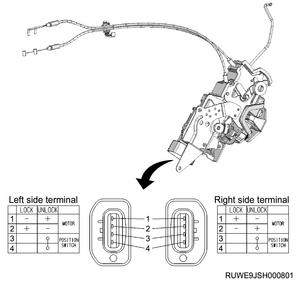 Left side terminal
Right side terminal
LOCK UNLOCK
1 - + MOTOR
2 + -
3 POSITION SWITCH
4
1
2
3
4
LOCK UNLOCK
1 + - MOTOR
2 - +
3 POSITION SWITCH
4
RUWE9JSH000801